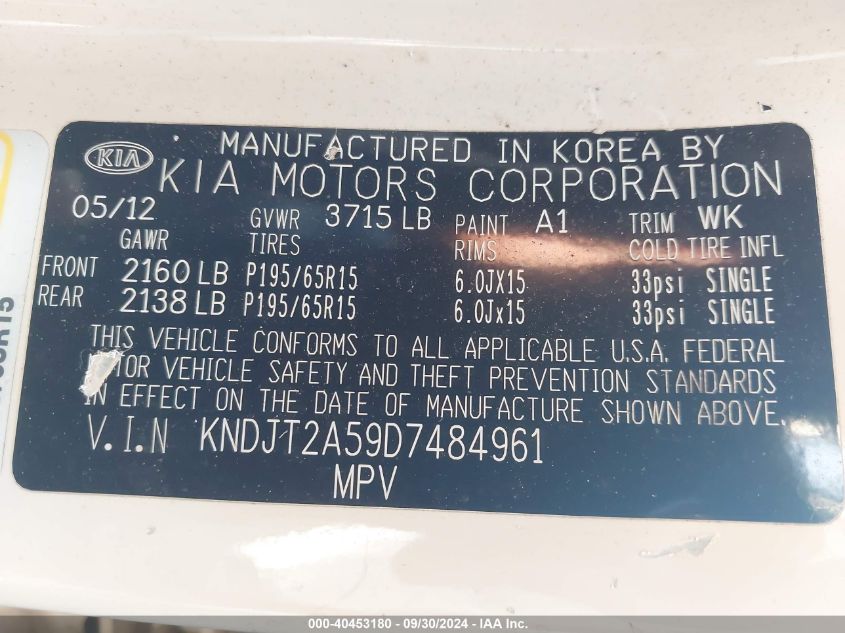 KIA MANUFACTURED IN KOREA BY
KIA MOTORS CORPORATION
05/12 GVWR 3715 LB PAINT A1 TRIM WK
GAWR TIRES RIMS COLD TIRE INFL
FRONT 2160 LB P195/65R15 6.0JX15 33psi SINGLE
REAR 2138 LB P195/65R15 6.0Jx15 33psi SINGLE
THIS VEHICLE CONFORMS TO ALL APPLICABLE U.S.A. FEDERAL
TOR VEHICLE SAFETY AND THEFT PREVENTION STANDARDS
IN EFFECT ON THE DATE OF MANUFACTURE SHOWN ABOVE.
V.I.N KNDJT2A59D7484961
MPV
000-40453180 - 09/30/2024 - IAA Inc.